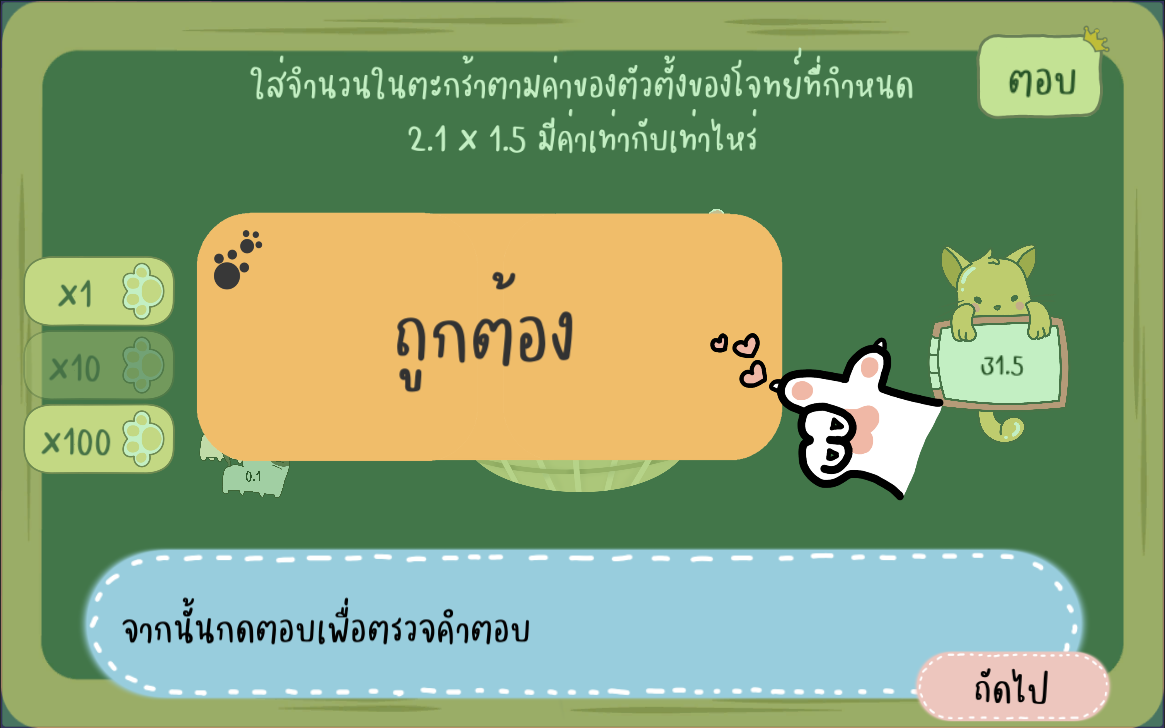 ใส่จำนวนในตะกร้าตามค่าของตัวตั้งของโจทย์ที่กำหนด
ตอบ
2.1 x 1.5 มีค่าเท่ากับเท่าไหร่
x1
x10
x100
ถูกต้อง
31.5
0.1
จากนั้นกดตอบเพื่อตรวจคำตอบ
ถัดไป